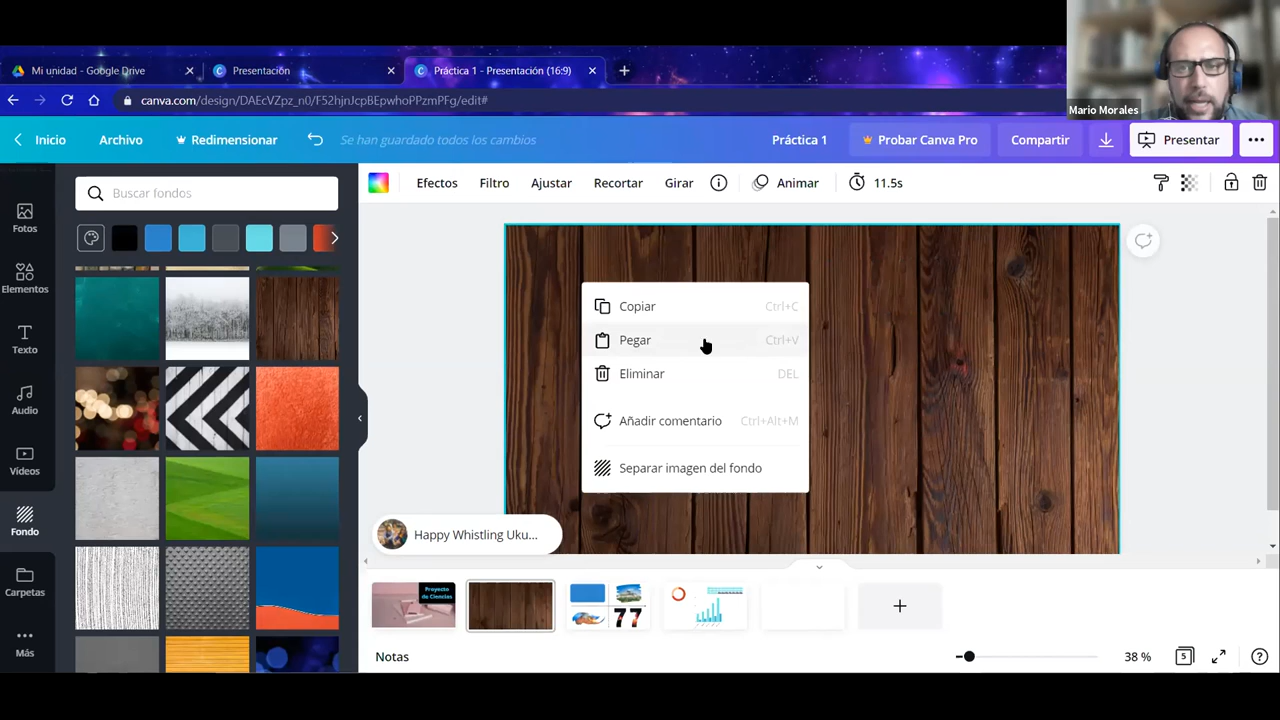 Mi unidad - Google Drive
Presentación
Práctica 1 - Presentación (16:9)
canva.com/design/DAEcVZpz_n0/F52hjnJcpBEpwhoPPzmPFg/edit#
Mario Morales
Inicio
Archivo
Redimensionar
Se han guardado todos los cambios
Práctica 1
Probar Canva Pro
Compartir
Presentar
Fotos
Elementos
Texto
Audio
Vídeos
Fondo
Carpetas
Más
Buscar fondos
Efectos
Filtro
Ajustar
Recortar
Girar
Animar
11.5s
Copiar Ctrl+C
Pegar Ctrl+V
Eliminar DEL
Añadir comentario Ctrl+Alt+M
Separar imagen del fondo
Happy Whistling Uku...
Proyecto
de Ciencias
77
Notas
38 %
5